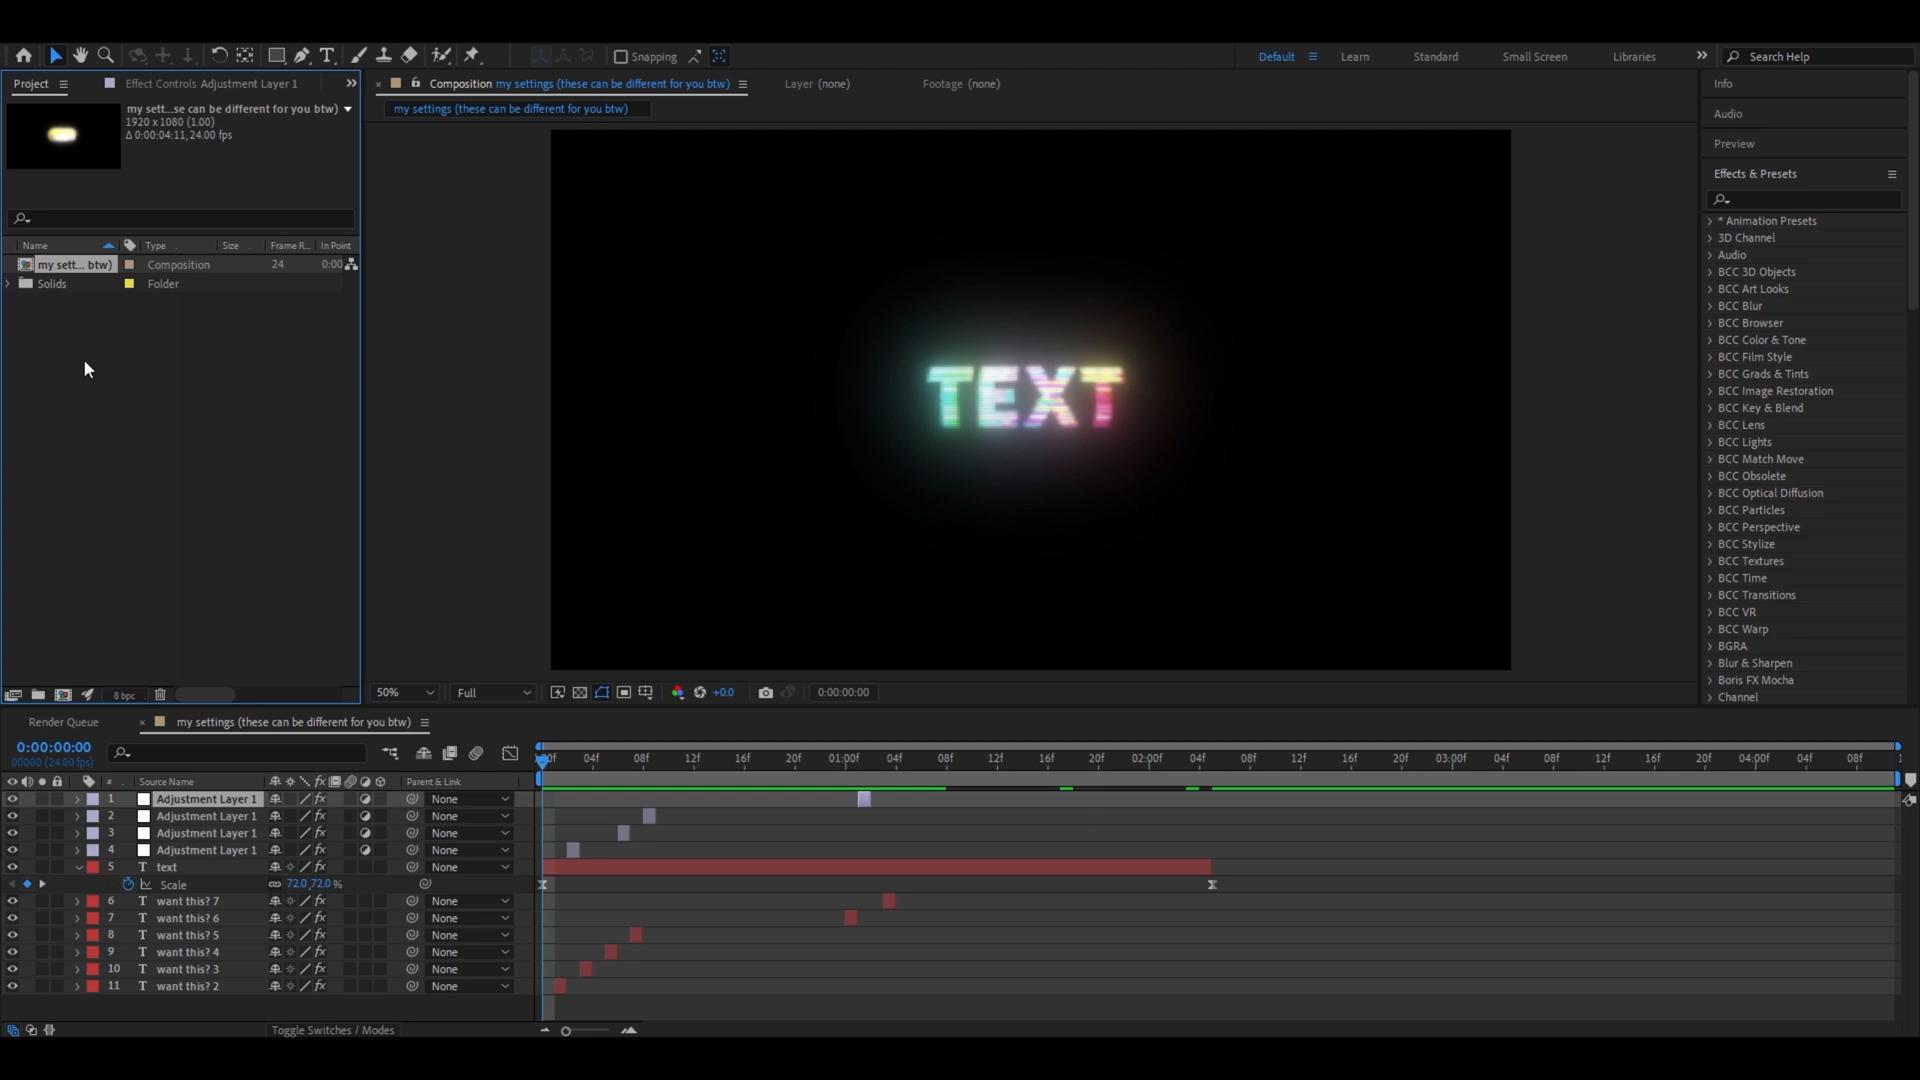 Snapping
Default
Learn
Standard
Small Screen
Libraries
Search Help
Project
Effect Controls Adjustment Layer 1
Composition my settings (these can be different for you btw)
Layer (none)
Footage (none)
Info
my sett...se can be different for you btw)
1920 x 1080 (1.00)
Δ 0:00:04:11, 24.00 fps
my settings (these can be different for you btw)
Audio
Preview
Effects & Presets
Name
Type
Size
Frame R...
In Point
my sett... btw)
Composition
24
0:00
Solids
Folder
TEXT
* Animation Presets
3D Channel
Audio
BCC 3D Objects
BCC Art Looks
BCC Blur
BCC Browser
BCC Color & Tone
BCC Film Style
BCC Grads & Tints
BCC Image Restoration
BCC Key & Blend
BCC Lens
BCC Lights
BCC Match Move
BCC Obsolete
BCC Optical Diffusion
BCC Particles
BCC Perspective
BCC Stylize
BCC Textures
BCC Time
BCC Transitions
BCC VR
BCC Warp
BGRA
Blur & Sharpen
Boris FX Mocha
Channel
8 bpc
50%
Full
+0.0
0:00:00:00
Render Queue
my settings (these can be different for you btw)
0:00:00:00
00000 (24.00 fps)
04f 08f 12f 16f 20f 01:00f 04f 08f 12f 16f 20f 02:00f 04f 08f 12f 16f 20f 03:00f 04f 08f 12f 16f 20f 04:00f 04f 08f
# Source Name
fx
Parent & Link
1 Adjustment Layer 1 fx None
2 Adjustment Layer 1 fx None
3 Adjustment Layer 1 fx None
4 Adjustment Layer 1 fx None
5 T text None
Scale 72.0,72.0%
6 T want this? 7 fx None
7 T want this? 6 fx None
8 T want this? 5 fx None
9 T want this? 4 fx None
10 T want this? 3 fx None
11 T want this? 2 fx None
Toggle Switches / Modes